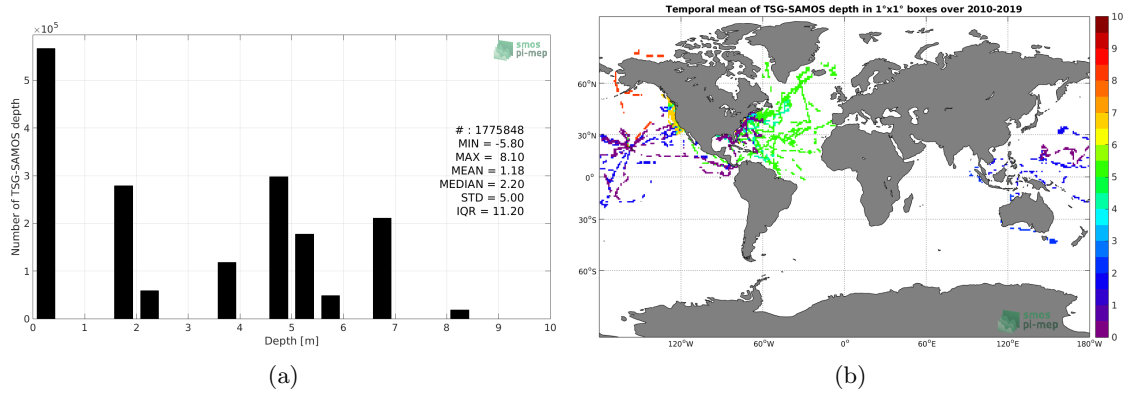 ×10⁵
smos
pi-mep
Number of TSG-SAMOS depth
5
4
3
2
1
0
# : 1775848
MIN = -5.80
MAX = 8.10
MEAN = 1.18
MEDIAN = 2.20
STD = 5.00
IQR = 11.20
0 1 2 3 4 5 6 7 8 9 10
Depth [m]
(a)
Temporal mean of TSG-SAMOS depth in 1°x1° boxes over 2010-2019
60°N
30°N
0°
30°S
60°S
120°W 60°W 0° 60°E 120°E 180°W
10
9
8
7
6
5
4
3
2
1
0
smos
pi-mep
(b)